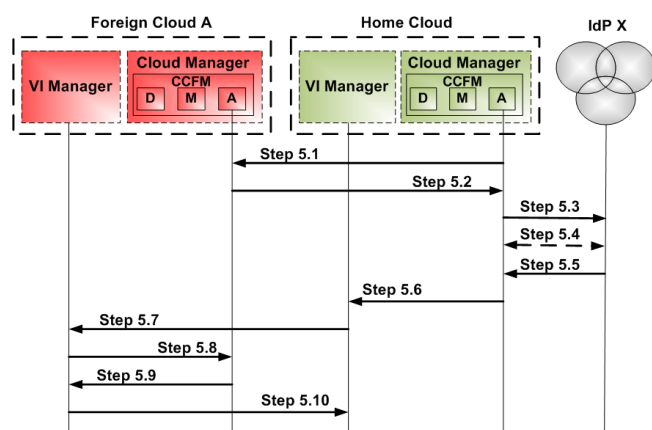 Foreign Cloud A
Home Cloud
IdP X
VI Manager
Cloud Manager
CCFM
D
M
A
VI Manager
Cloud Manager
CCFM
D
M
A
Step 5.1
Step 5.2
Step 5.3
Step 5.4
Step 5.5
Step 5.6
Step 5.7
Step 5.8
Step 5.9
Step 5.10